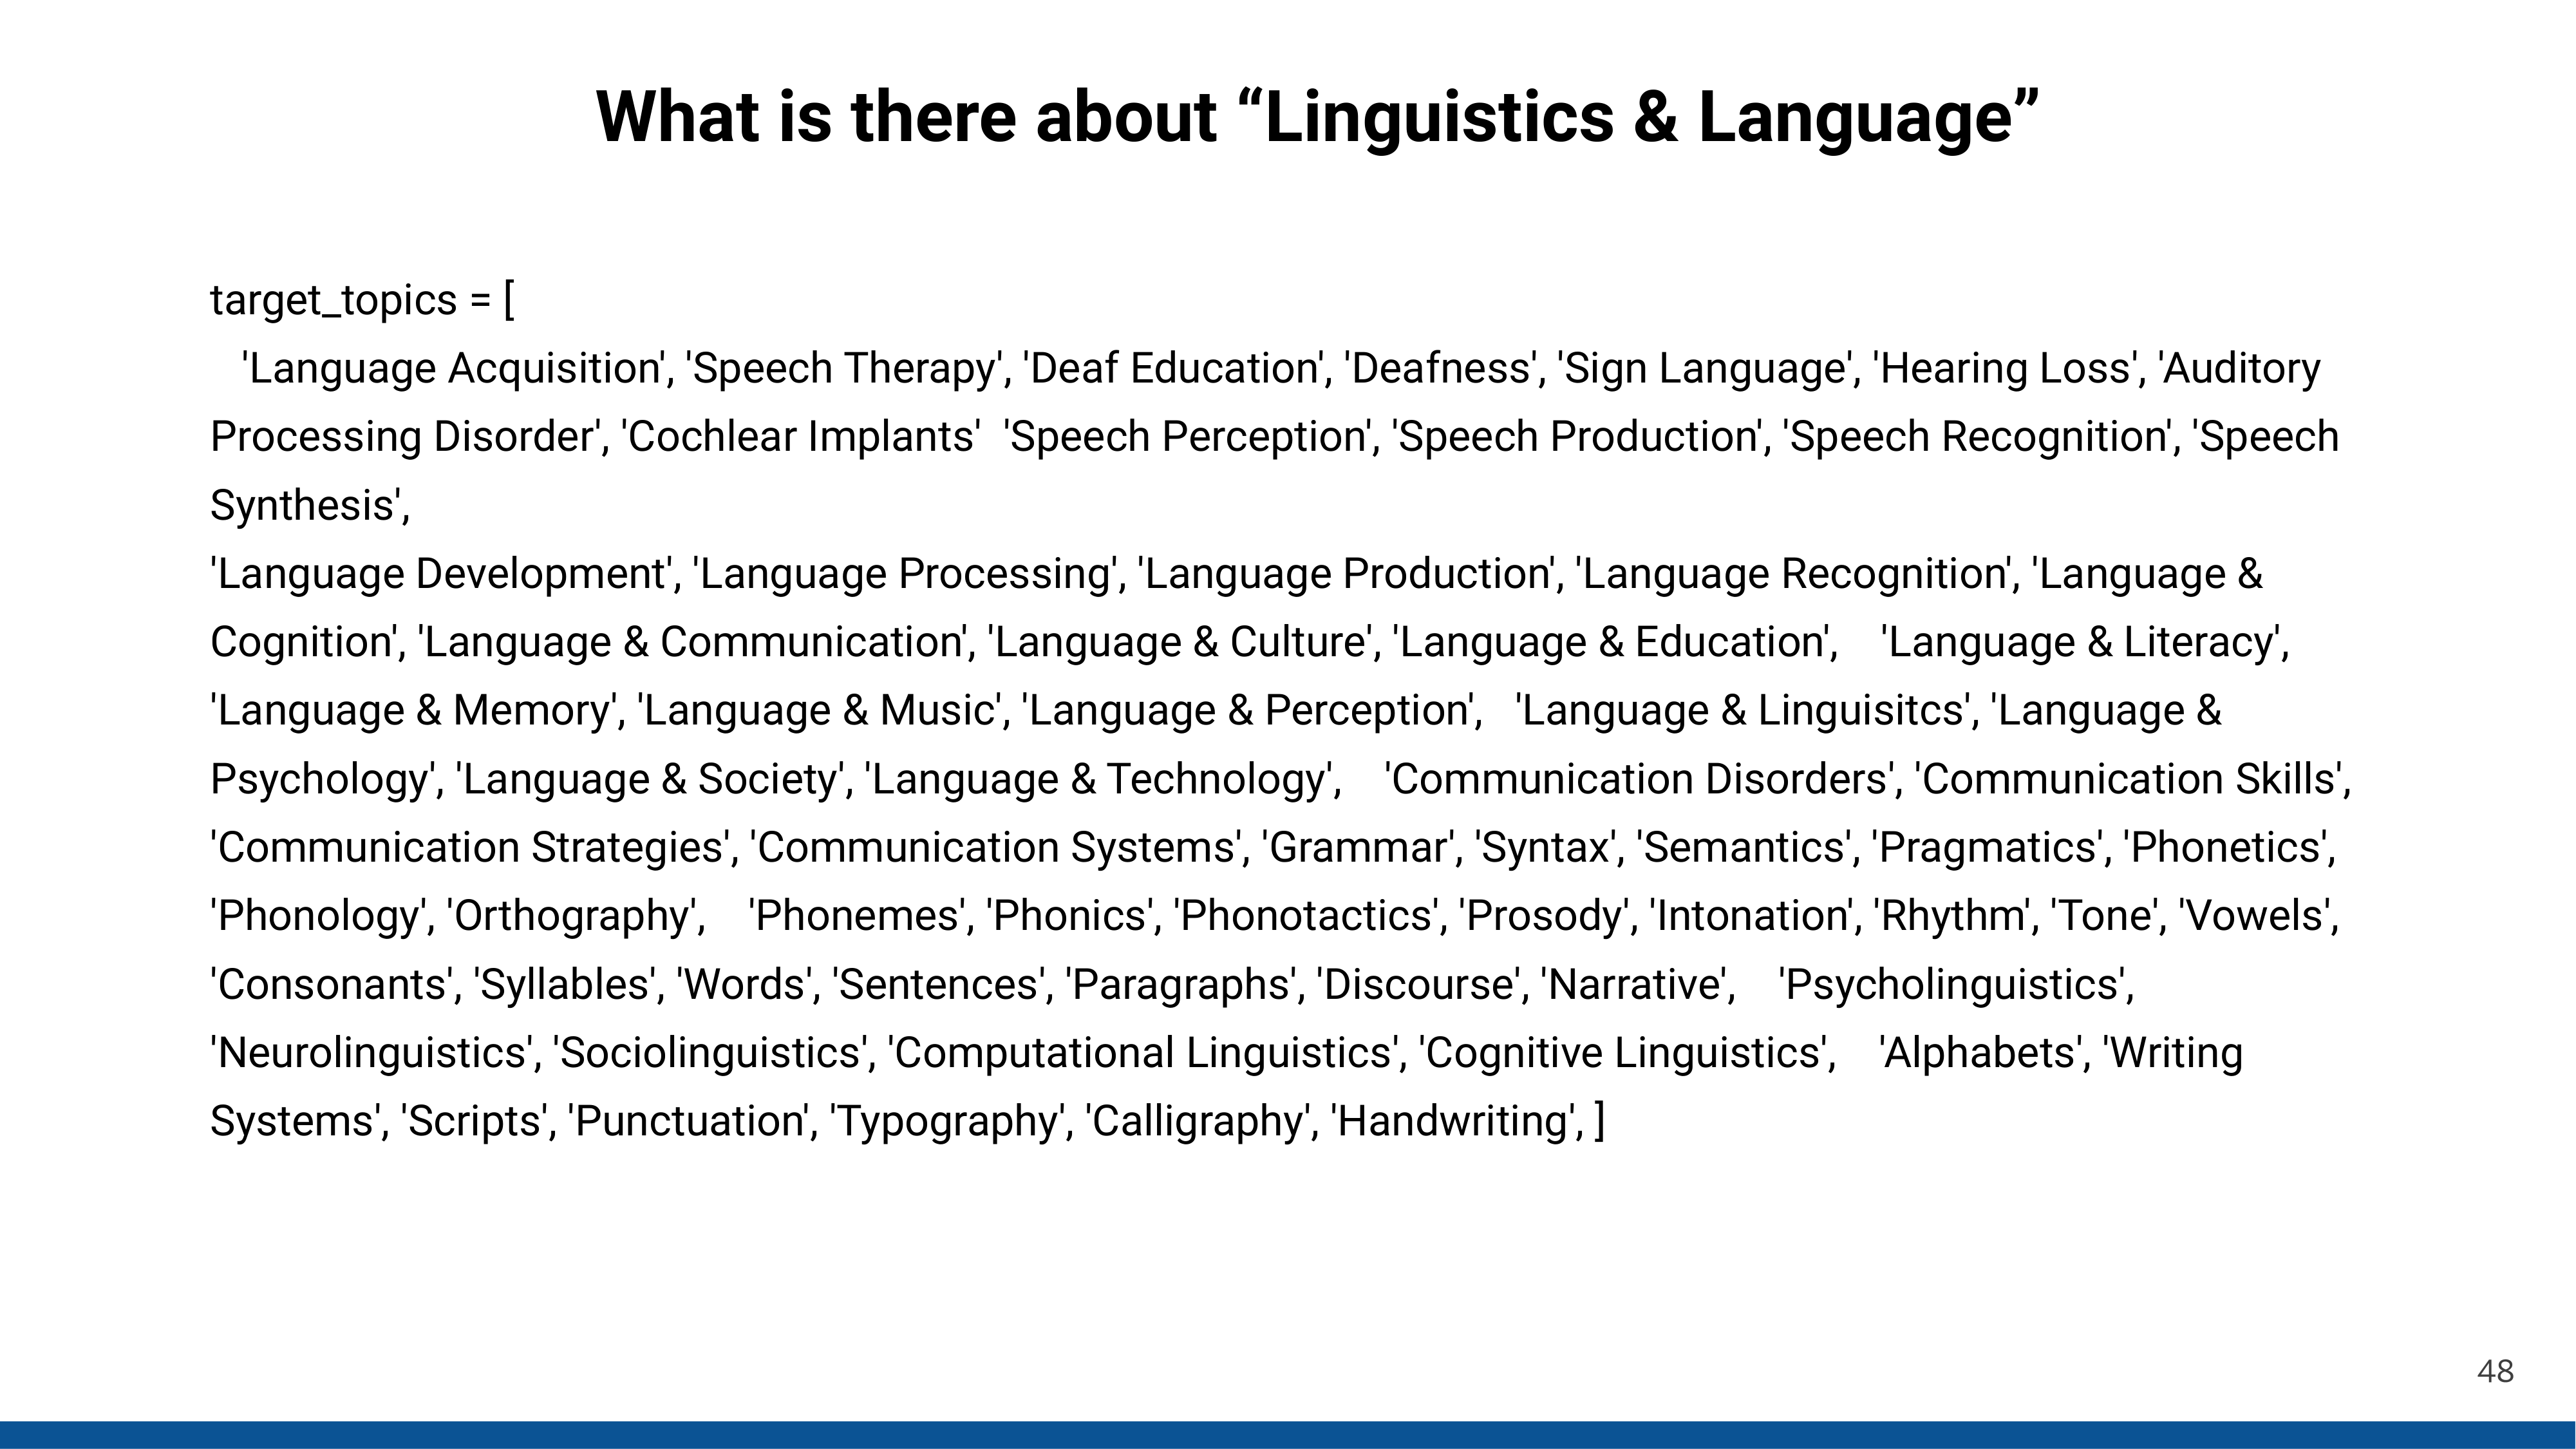 What is there about “Linguistics & Language”
target_topics = [
'Language Acquisition', 'Speech Therapy', 'Deaf Education', 'Deafness', 'Sign Language', 'Hearing Loss', 'Auditory
Processing Disorder', 'Cochlear Implants'  'Speech Perception', 'Speech Production', 'Speech Recognition', 'Speech
Synthesis',
'Language Development', 'Language Processing', 'Language Production', 'Language Recognition', 'Language &
Cognition', 'Language & Communication', 'Language & Culture', 'Language & Education',    'Language & Literacy',
'Language & Memory', 'Language & Music', 'Language & Perception',   'Language & Linguisitcs', 'Language &
Psychology', 'Language & Society', 'Language & Technology',    'Communication Disorders', 'Communication Skills',
'Communication Strategies', 'Communication Systems', 'Grammar', 'Syntax', 'Semantics', 'Pragmatics', 'Phonetics',
'Phonology', 'Orthography',    'Phonemes', 'Phonics', 'Phonotactics', 'Prosody', 'Intonation', 'Rhythm', 'Tone', 'Vowels',
'Consonants', 'Syllables', 'Words', 'Sentences', 'Paragraphs', 'Discourse', 'Narrative',    'Psycholinguistics',
'Neurolinguistics', 'Sociolinguistics', 'Computational Linguistics', 'Cognitive Linguistics',    'Alphabets', 'Writing
Systems', 'Scripts', 'Punctuation', 'Typography', 'Calligraphy', 'Handwriting', ]
48